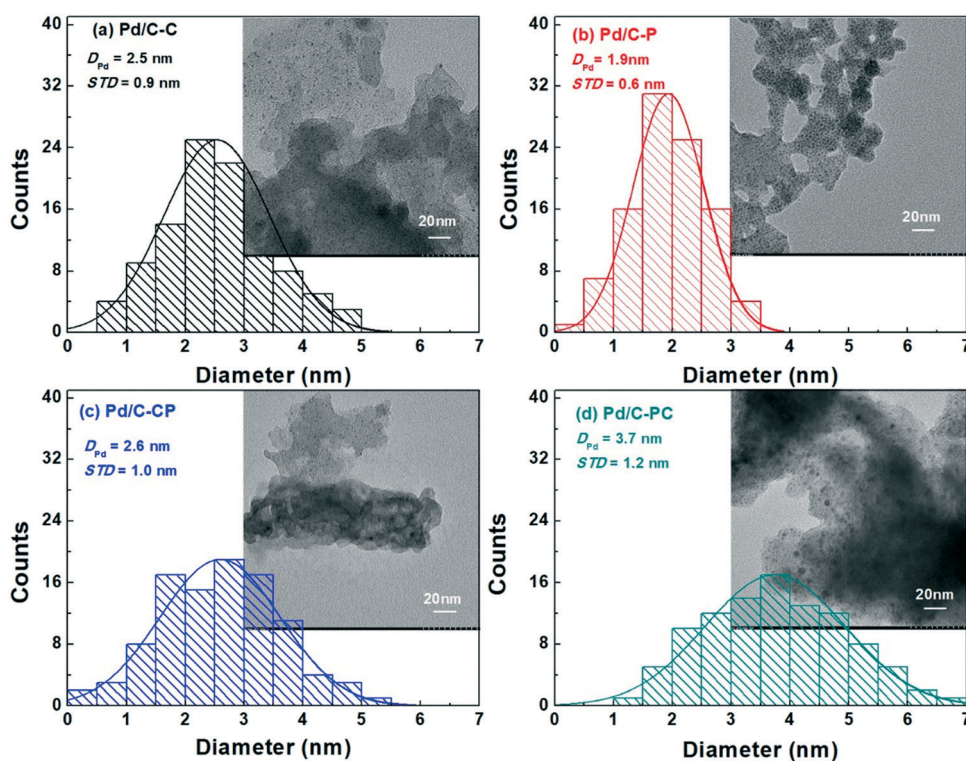 (a) Pd/C-C
D_Pd = 2.5 nm
STD = 0.9 nm
20nm
Counts
40
32
24
16
8
0
0 1 2 3 4 5 6 7
Diameter (nm)
(b) Pd/C-P
D_Pd = 1.9nm
STD = 0.6 nm
20nm
Counts
40
32
24
16
8
0
0 1 2 3 4 5 6 7
Diameter (nm)
(c) Pd/C-CP
D_Pd = 2.6 nm
STD = 1.0 nm
20nm
Counts
40
32
24
16
8
0
0 1 2 3 4 5 6 7
Diameter (nm)
(d) Pd/C-PC
D_Pd = 3.7 nm
STD = 1.2 nm
20nm
Counts
40
32
24
16
8
0
0 1 2 3 4 5 6 7
Diameter (nm)